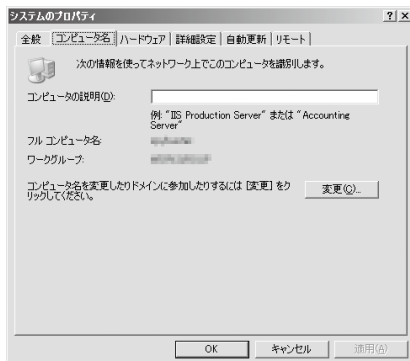 システムのプロパティ
全般 コンピュータ名 ハードウェア 詳細設定 自動更新 リモート
次の情報を使ってネットワーク上でこのコンピュータを識別します。
コンピュータの説明(D):
例: "IIS Production Server" または "Accounting
Server"
フル コンピュータ名:
ワークグループ:
コンピュータ名を変更したりドメインに参加したりするには [変更] をク
リックしてください。
変更(C)...
OK キャンセル 適用(A)